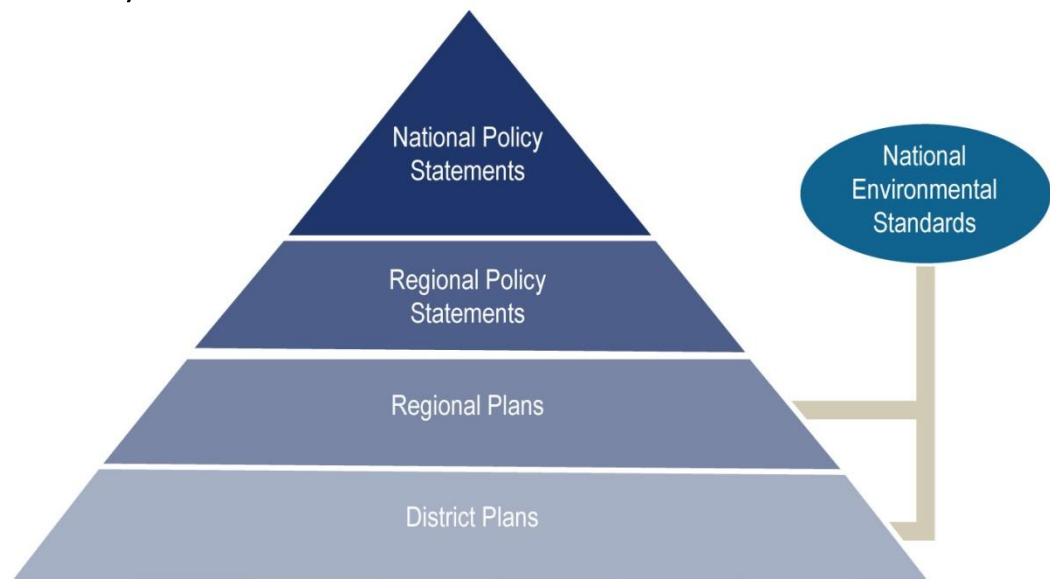 National Policy
Statements
National
Environmental
Standards
Regional Policy
Statements
Regional Plans
District Plans